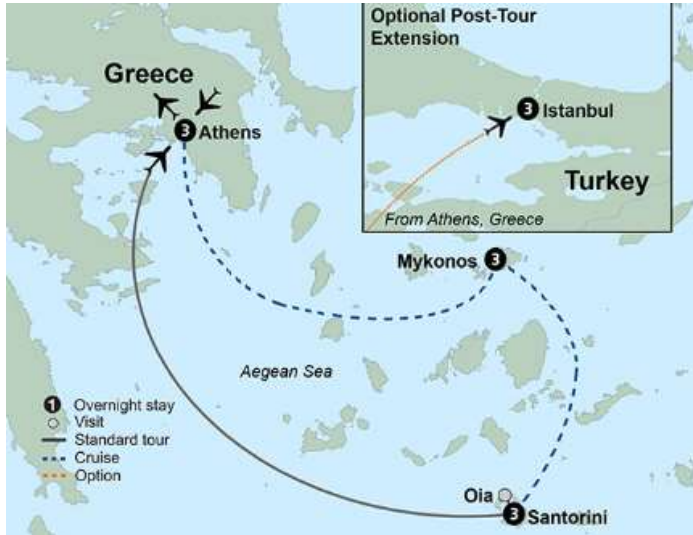 Optional Post-Tour
Extension
Greece
3 Athens
3 Istanbul
Turkey
From Athens, Greece
Mykonos 3
Aegean Sea
1 Overnight stay
Visit
Standard tour
Cruise
Option
Oia
3 Santorini